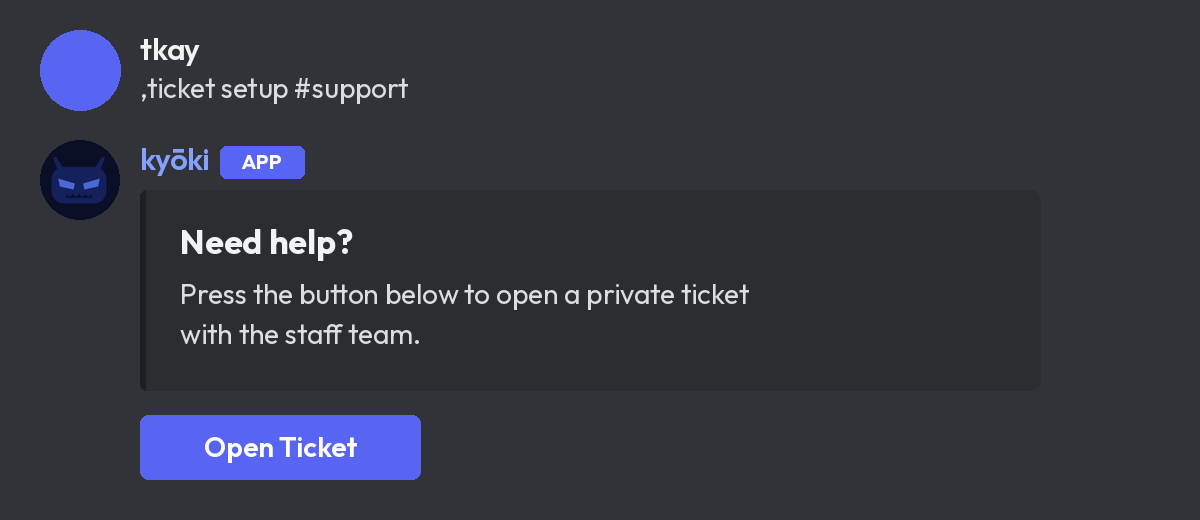 tkay
,ticket setup #support
kyōki APP
Need help?
Press the button below to open a private ticket
with the staff team.
Open Ticket